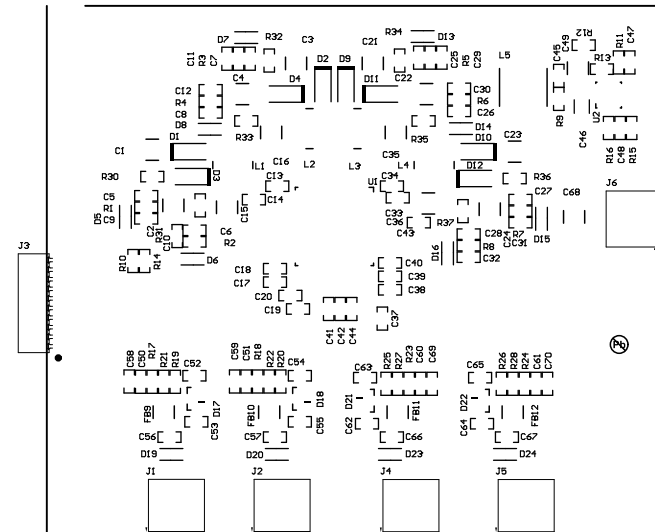 D7 R32 C3 R34 D13 R12 C47
C11 R3 C7 D2 D9 C21 C25 R5 C29 L5 C45 C49 R11
C4 D4 D11 C22 R13
C12 R4 C8 C30 R6 C26 U2
D8 R33 R35 D14 R9
D1 D10 C23 C46
C1 L1 C16 L2 L3 C35 L4 R16 C48 R15
R30 D3 C13 U1 C34 D12 R36 J6
C5 R1 C9 D5 C15 C14 C33 C27 C68
C2 R31 C10 C6 R2 C36 C43 R37 C28 C24 R7 C31 D15
J3 R10 R14 D6 D16 R8 C32
C18 C40
C17 C39
C20 C38
C19 C37
C41 C42 C44
Pb
C58 C50 R17 R21 R19 C52 C59 C51 R18 R22 R20 C54 C63 R25 R27 R23 C60 C69 C65 R26 R28 R24 C61 C70
FB9 D17 FB10 D18 D21 FB11 D22 FB12
C53 C55 C62 C64
C56 C57 C66 C67
D19 D20 D23 D24
J1 J2 J4 J5